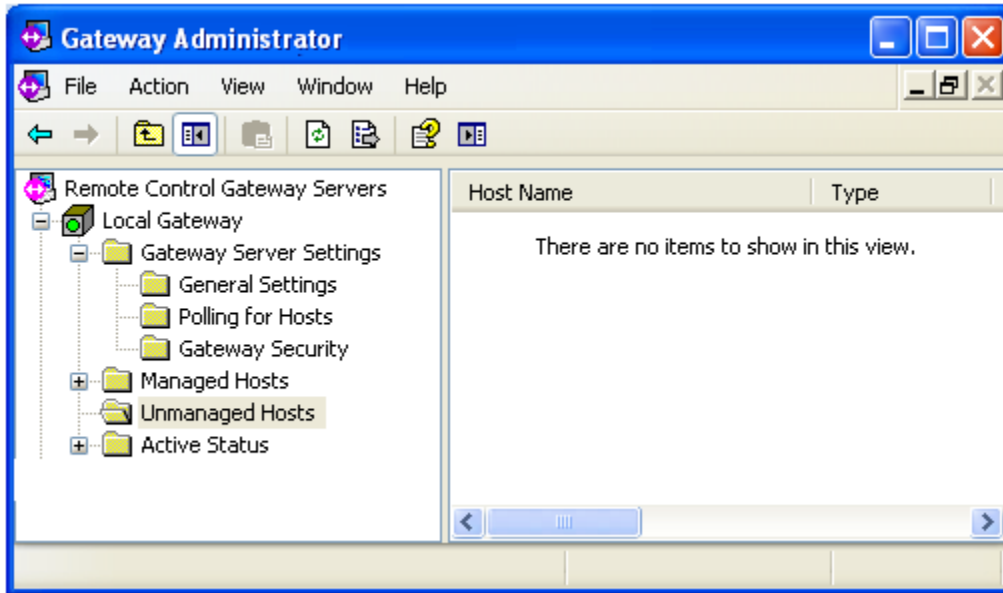 Gateway Administrator
File Action View Window Help
Remote Control Gateway Servers
Local Gateway
Gateway Server Settings
General Settings
Polling for Hosts
Gateway Security
Managed Hosts
Unmanaged Hosts
Active Status
Host Name Type
There are no items to show in this view.